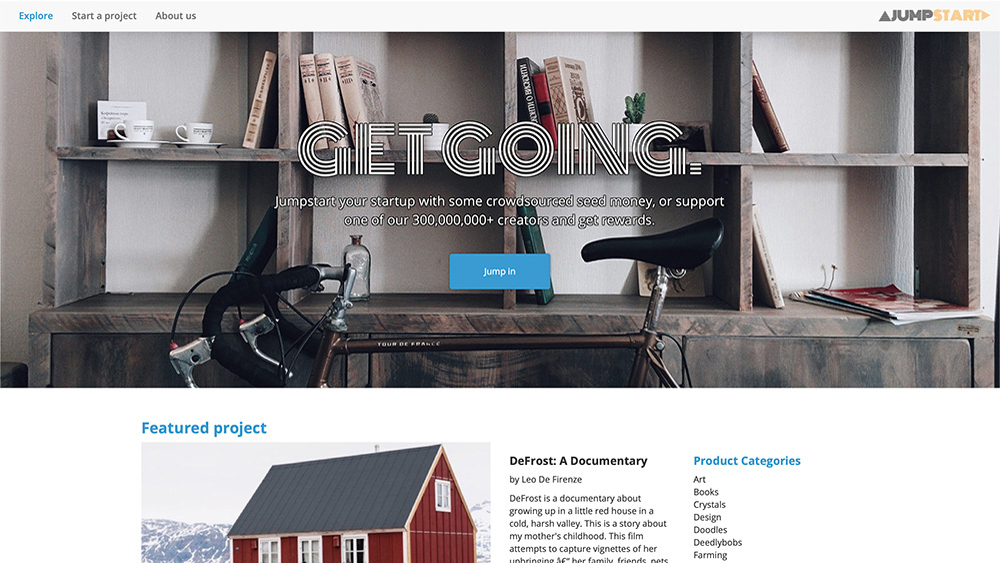 Explore
Start a project
About us
JUMPSTART
GET GOING.
Jumpstart your startup with some crowdsourced seed money, or support
one of our 300,000,000+ creators and get rewards.
Jump in
TOUR DE FRANCE
Featured project
DeFrost: A Documentary
by Leo De Firenze
DeFrost is a documentary about
growing up in a little red house in a
cold, harsh valley. This is a story about
my mother's childhood. This film
attempts to capture vignettes of her
upbringing â€” her family, friends, pets
Product Categories
Art
Books
Crystals
Design
Doodles
Deedlybobs
Farming